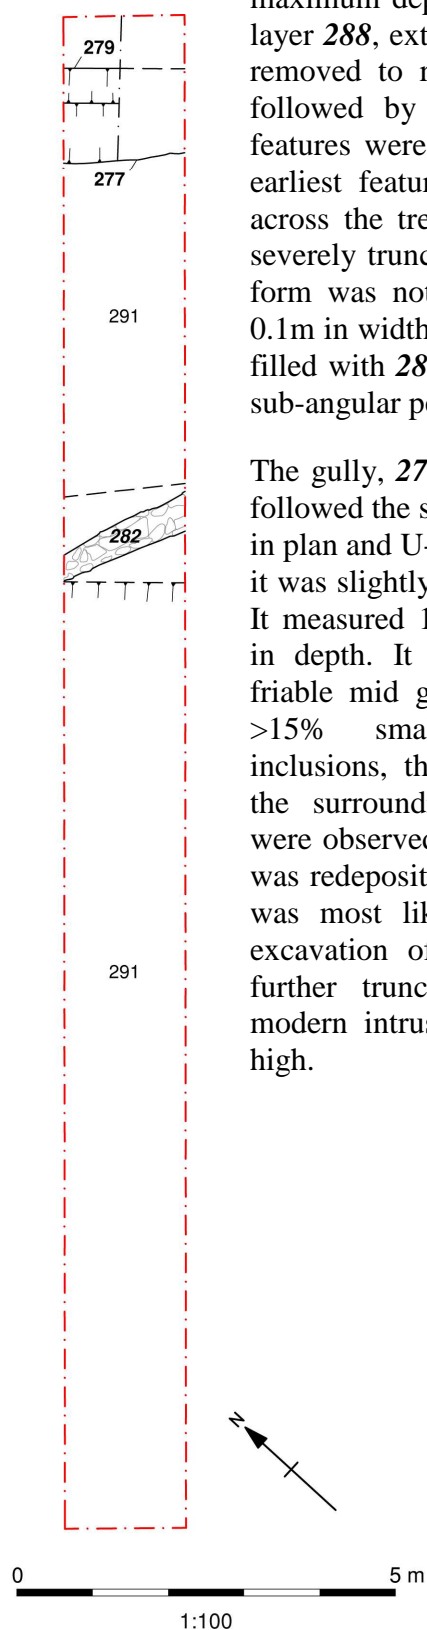 279
277
291
282
291
N
0 5 m
1:100
layer 288, ext
removed to
followed by
features were
earliest featur
across the tre
severely trunc
form was not
0.1m in width
filled with 28
sub-angular p
The gully, 27
followed the s
in plan and U-
it was slightly
It measured 1
in depth. It
friable mid g
>15% sma
inclusions, th
the surround
were observed
was redeposit
was most lik
excavation of
further trunc
modern intrus
high.